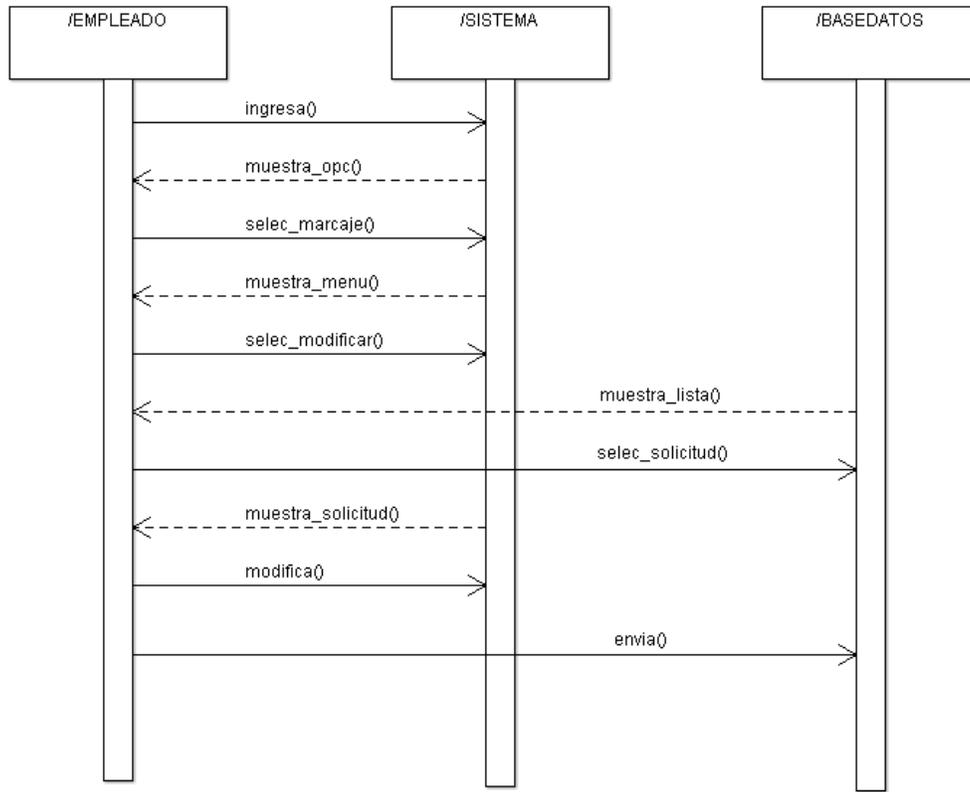 /EMPLEADO
/SISTEMA
/BASEDATOS
ingresa()
muestra_opc()
selec_marcaje()
muestra_menu()
selec_modificar()
muestra_lista()
selec_solicitud()
muestra_solicitud()
modifica()
envia()